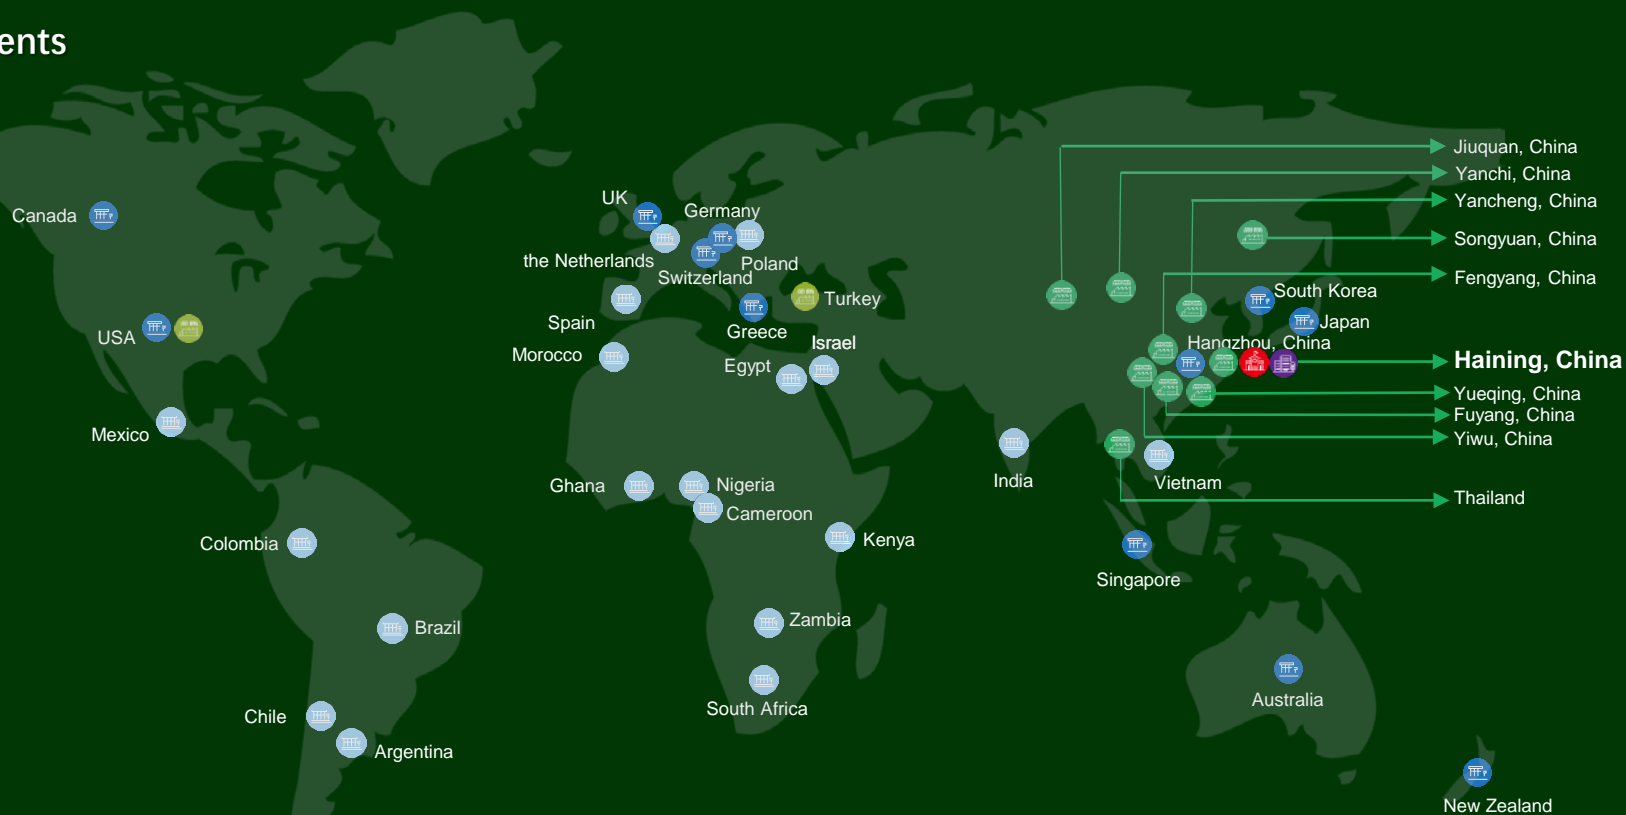 ents
Jiuquan, China
Yanchi, China
Yancheng, China
Songyuan, China
Fengyang, China
Canada
UK
Germany
the Netherlands
Poland
Switzerland
Spain
Greece
Turkey
South Korea
Japan
USA
Morocco
Egypt
Israel
Hangzhou, China
Haining, China
Yueqing, China
Fuyang, China
Yiwu, China
Mexico
India
Vietnam
Thailand
Ghana
Nigeria
Cameroon
Colombia
Kenya
Singapore
Brazil
Zambia
South Africa
Australia
Chile
Argentina
New Zealand